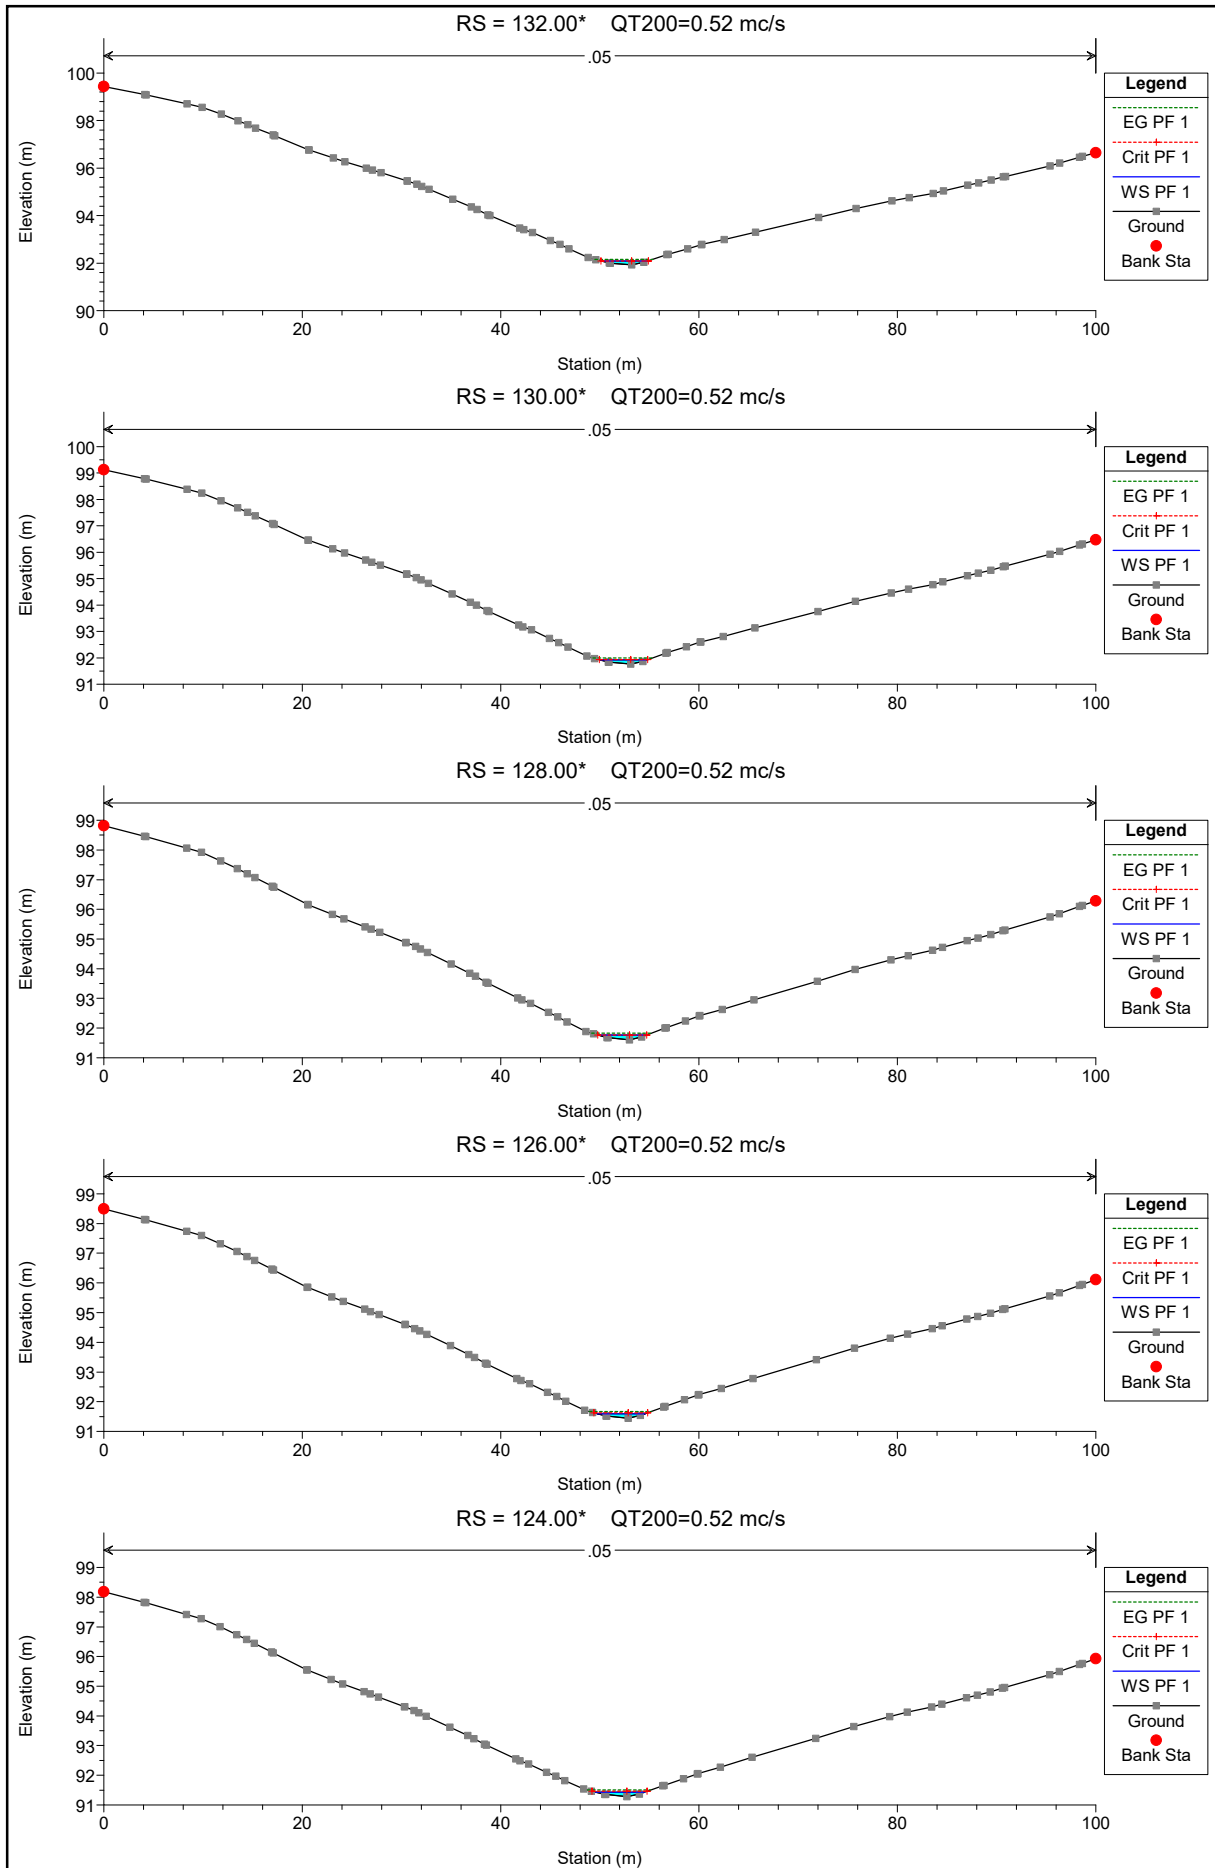 RS = 132.00*    QT200=0.52 mc/s
.05
100
98
96
94
92
90
Elevation (m)
0
20
40
60
80
100
Station (m)
Legend
EG PF 1
Crit PF 1
WS PF 1
Ground
Bank Sta
RS = 130.00*    QT200=0.52 mc/s
.05
100
99
98
97
96
95
94
93
92
91
Elevation (m)
0
20
40
60
80
100
Station (m)
Legend
EG PF 1
Crit PF 1
WS PF 1
Ground
Bank Sta
RS = 128.00*    QT200=0.52 mc/s
.05
99
98
97
96
95
94
93
92
91
Elevation (m)
0
20
40
60
80
100
Station (m)
Legend
EG PF 1
Crit PF 1
WS PF 1
Ground
Bank Sta
RS = 126.00*    QT200=0.52 mc/s
.05
99
98
97
96
95
94
93
92
91
Elevation (m)
0
20
40
60
80
100
Station (m)
Legend
EG PF 1
Crit PF 1
WS PF 1
Ground
Bank Sta
RS = 124.00*    QT200=0.52 mc/s
.05
99
98
97
96
95
94
93
92
91
Elevation (m)
0
20
40
60
80
100
Station (m)
Legend
EG PF 1
Crit PF 1
WS PF 1
Ground
Bank Sta